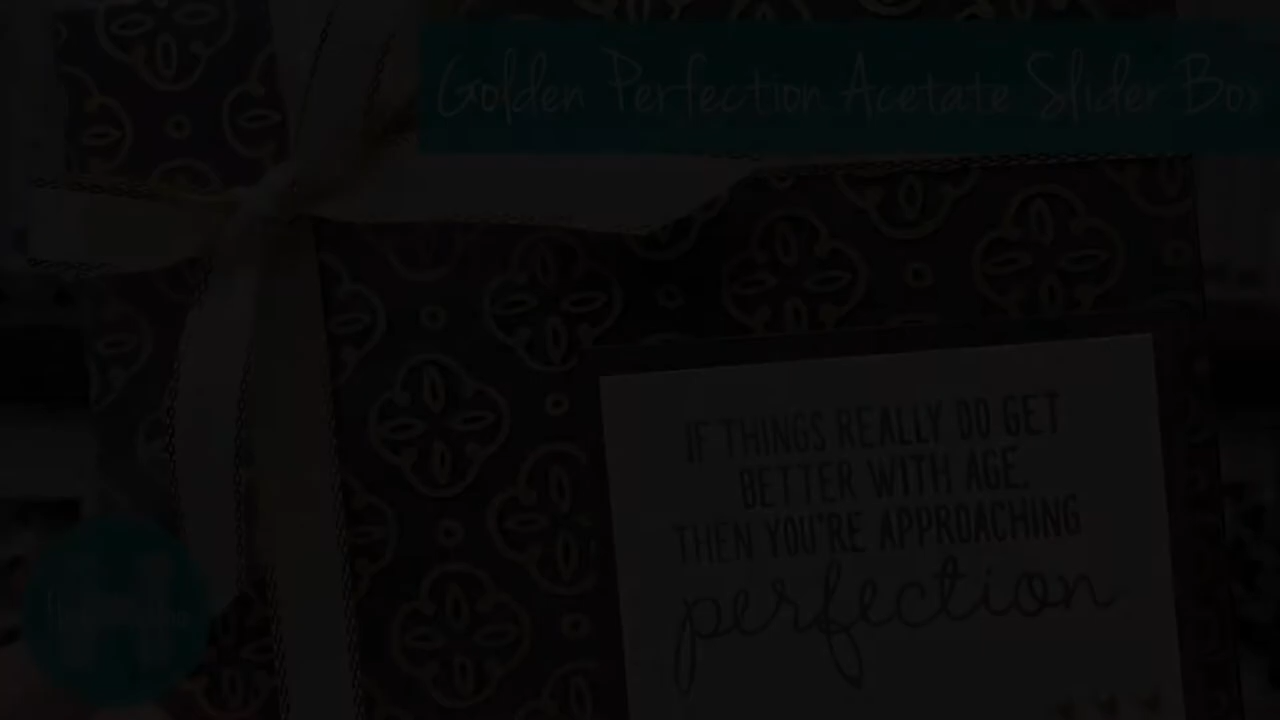 Golden Perfection Acetate Slider Box
IF THINGS REALLY DO GET
BETTER WITH AGE,
THEN YOU'RE APPROACHING
perfection